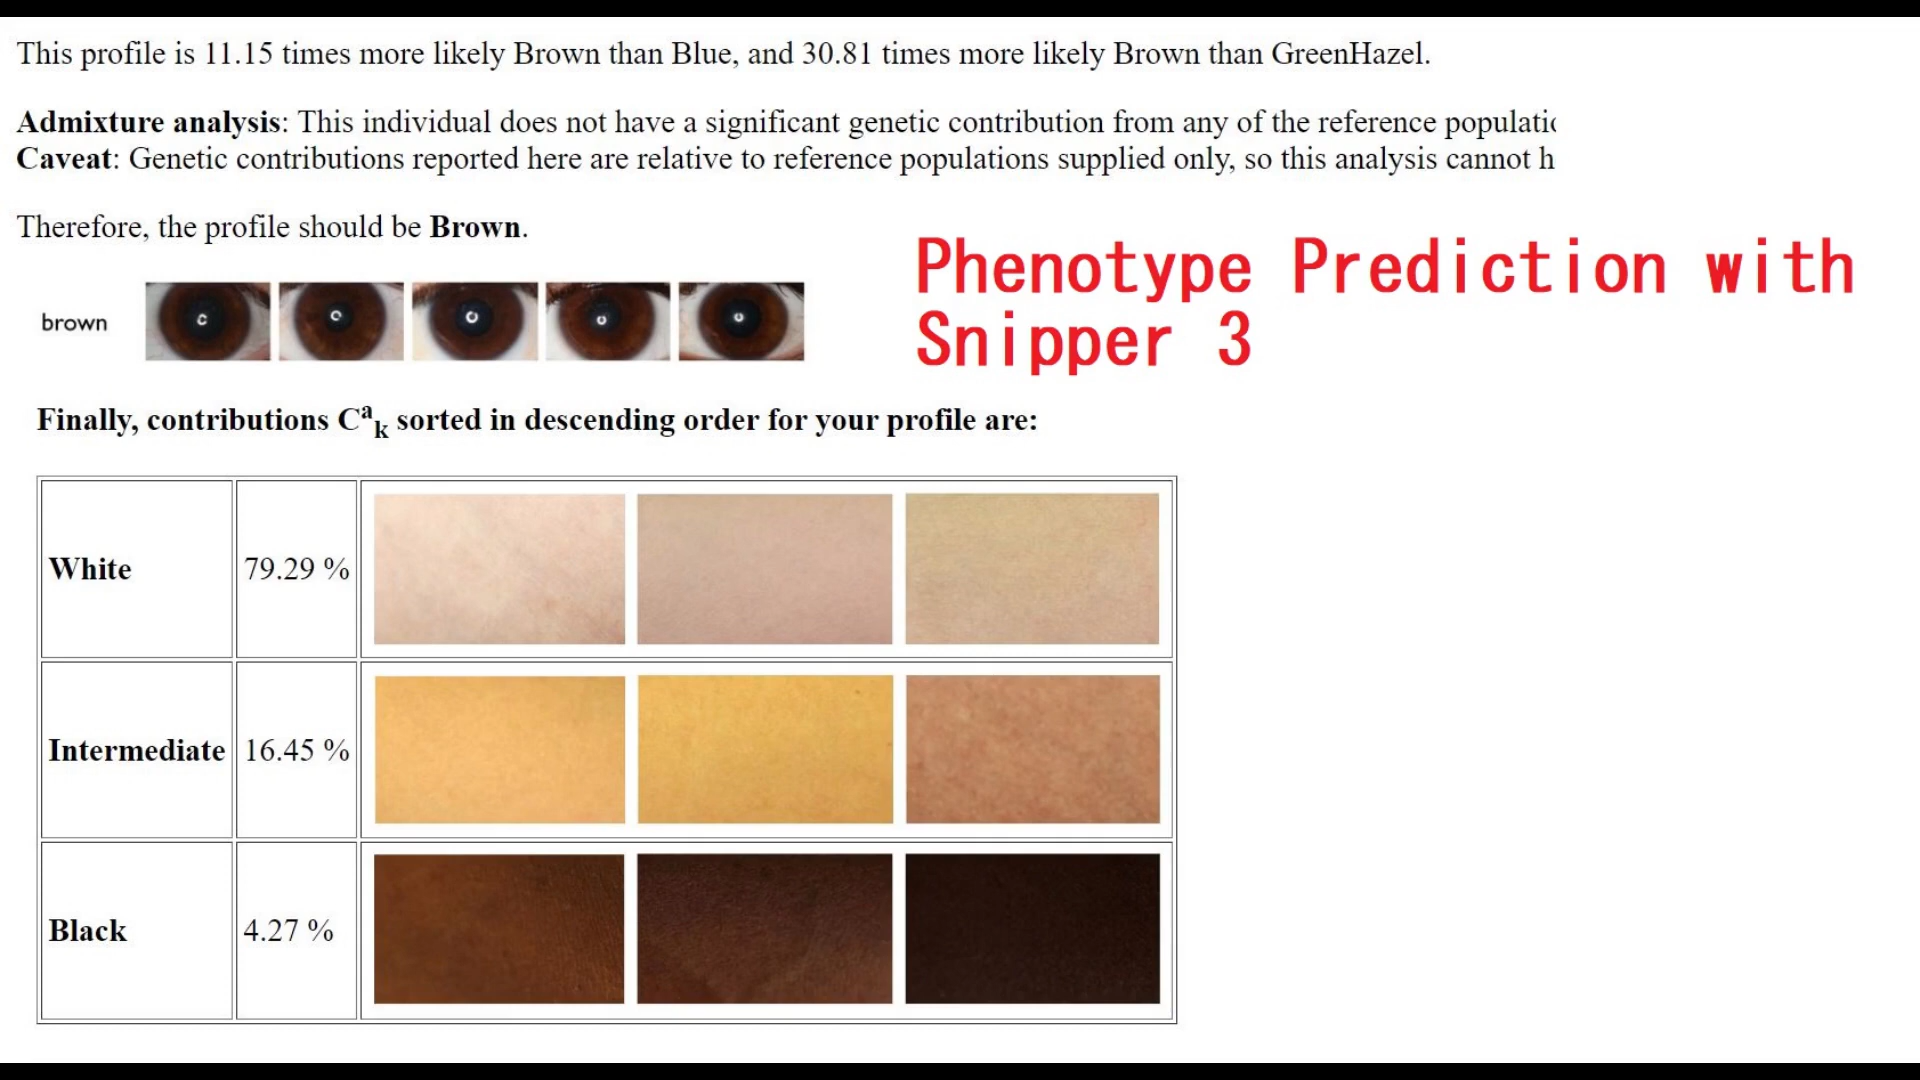 This profile is 11.15 times more likely Brown than Blue, and 30.81 times more likely Brown than GreenHazel.
Admixture analysis: This individual does not have a significant genetic contribution from any of the reference
Caveat: Genetic contributions reported here are relative to reference populations supplied only, so this analysis cannot
Therefore, the profile should be Brown.
Phenotype Prediction with
Snipper 3
brown
Finally, contributions Cᵃₖ sorted in descending order for your profile are:
White 79.29 %
Intermediate 16.45 %
Black 4.27 %